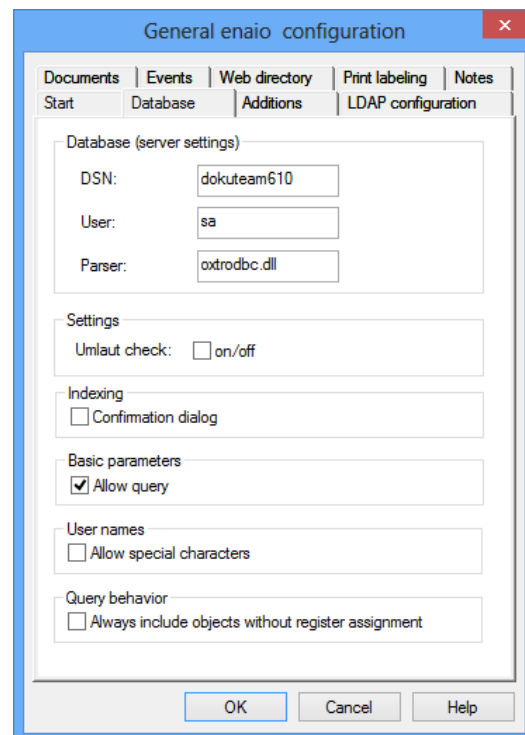 General enaio configuration
Documents Events Web directory Print labeling Notes
Start Database Additions LDAP configuration
Database (server settings)
DSN: dokuteam610
User: sa
Parser: oxtrodbc.dll
Settings
Umlaut check: on/off
Indexing
Confirmation dialog
Basic parameters
Allow query
User names
Allow special characters
Query behavior
Always include objects without register assignment
OK Cancel Help